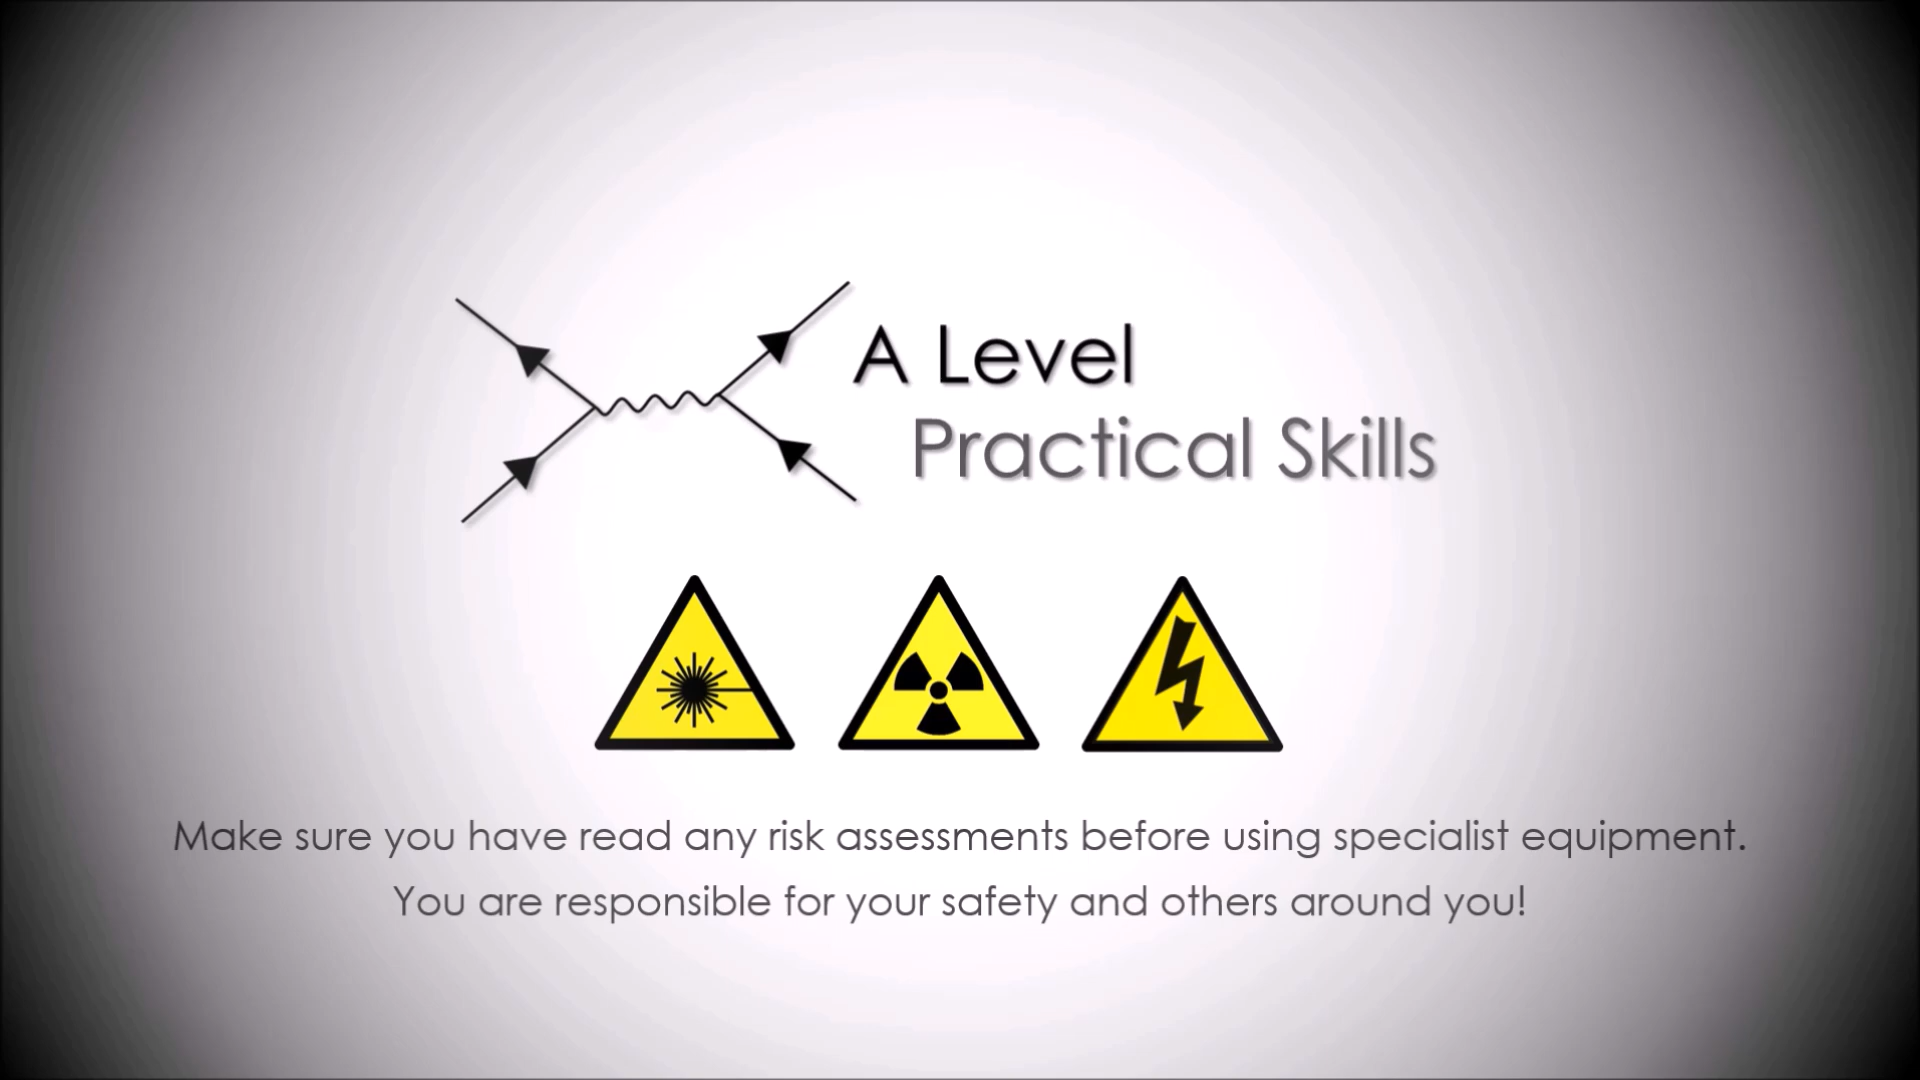 A Level
Practical Skills
Make sure you have read any risk assessments before using specialist equipment.
You are responsible for your safety and others around you!